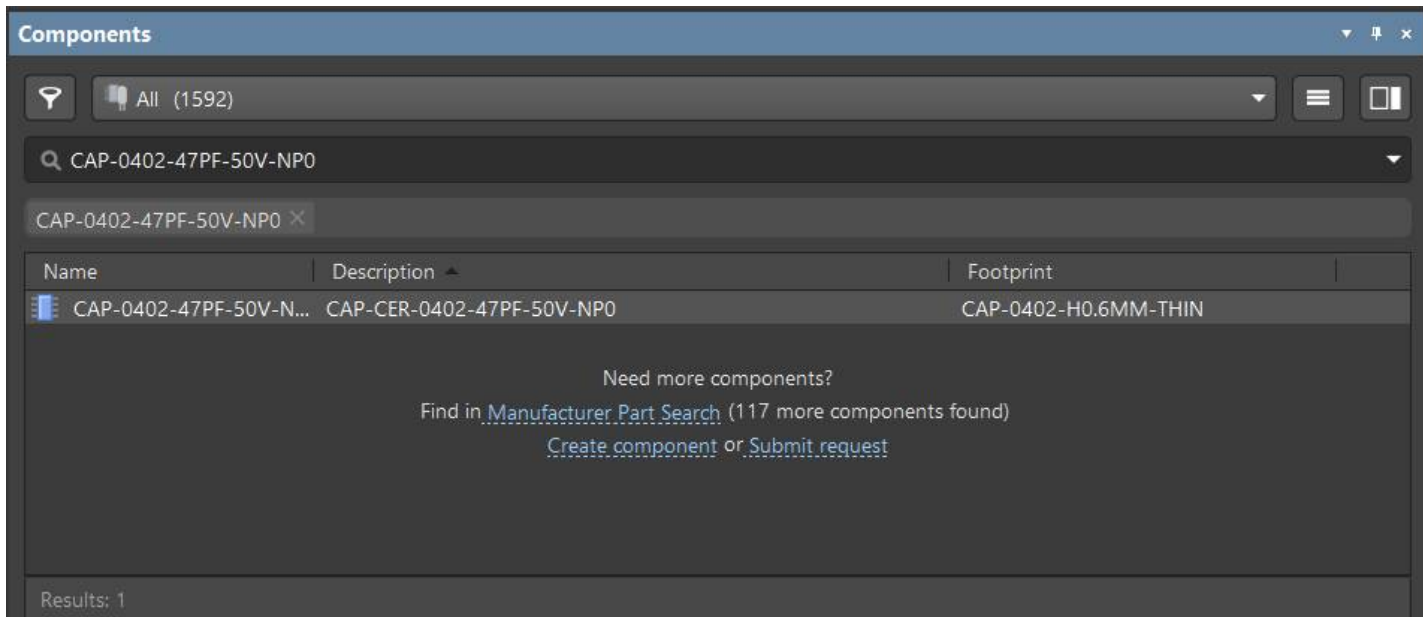 Components
All (1592)
CAP-0402-47PF-50V-NP0
CAP-0402-47PF-50V-NP0
Name Description Footprint
CAP-0402-47PF-50V-N... CAP-CER-0402-47PF-50V-NP0 CAP-0402-H0.6MM-THIN
Need more components?
Find in Manufacturer Part Search (117 more components found)
Create component or Submit request
Results: 1